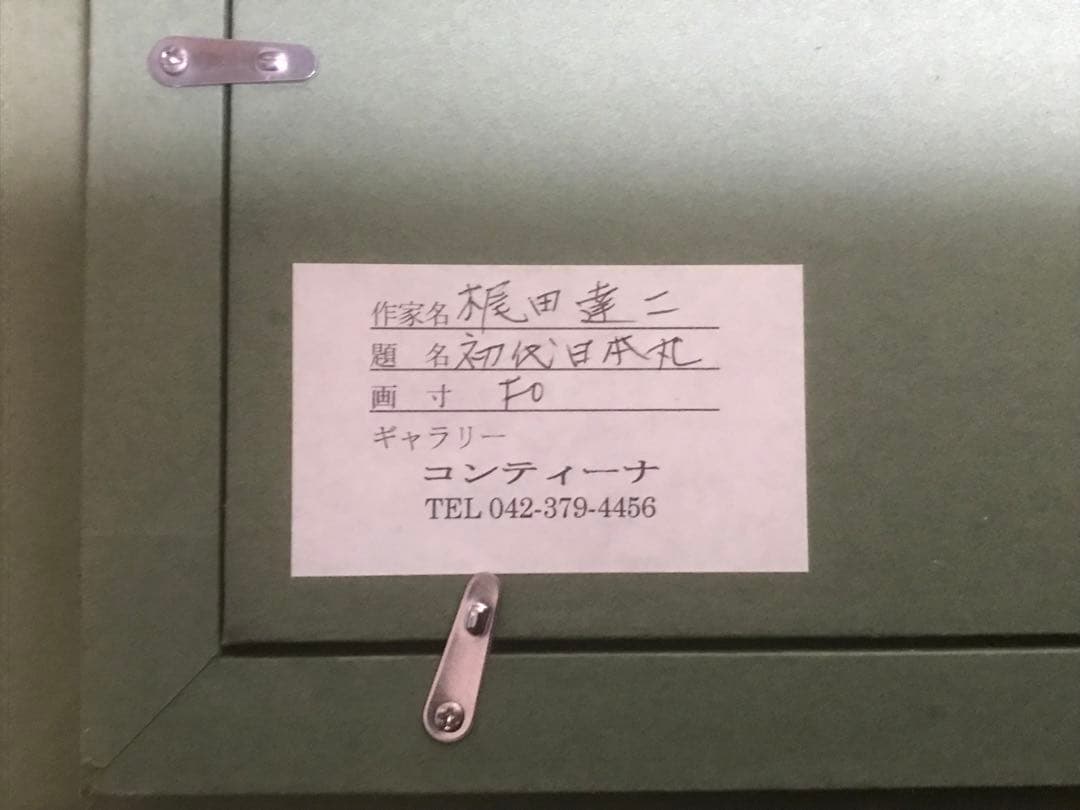 作家名 梶田達二
題 名 初代日本丸
画 寸 F0
ギャラリー
コンティーナ
TEL 042-379-4456